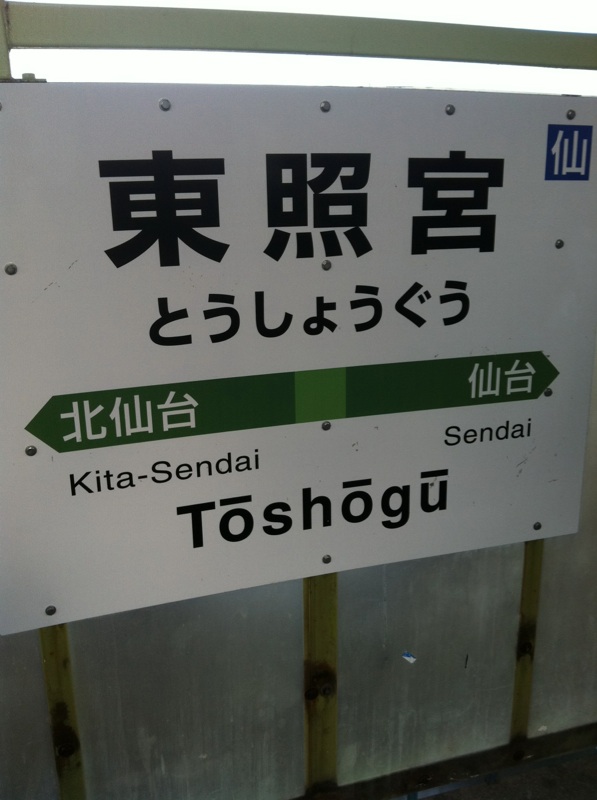 仙
東照宮
とうしょうぐう
北仙台 仙台
Kita-Sendai Sendai
Tōshōgū